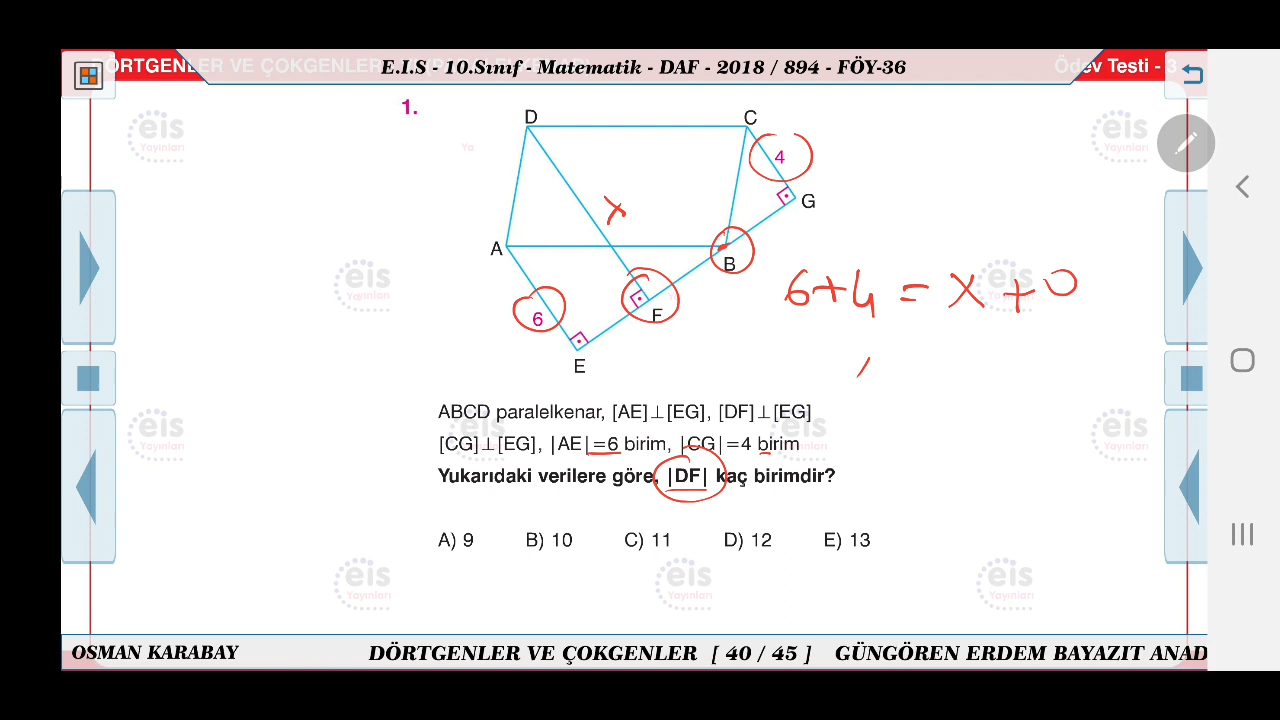 DÖRTGENLER VE ÇOKGENLER
E.I.S - 10.Sınıf - Matematik - DAF - 2018 / 894 - FÖY-36
Ödev Testi - 3
1.
D
C
4
G
x
A
B
6
F
E
6+4 = x+0
eis
Yayınları
ABCD paralelkenar, [AE]⊥[EG], [DF]⊥[EG]
[CG]⊥[EG], |AE|=6 birim, |CG|=4 birim
Yukarıdaki verilere göre, |DF| kaç birimdir?
A) 9 B) 10 C) 11 D) 12 E) 13
OSMAN KARABAY DÖRTGENLER VE ÇOKGENLER [ 40 / 45 ] GÜNGÖREN ERDEM BAYAZIT ANAD